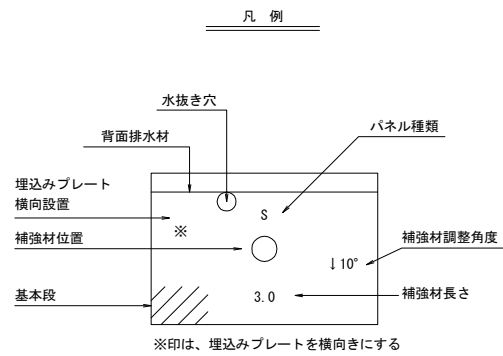 凡 例
水抜き穴
パネル種類
背面排水材
埋込みプレート
横向設置
S
※
補強材位置
補強材調整角度
↓10°
基本段
3.0
補強材長さ
※印は、埋込みプレートを横向きにする